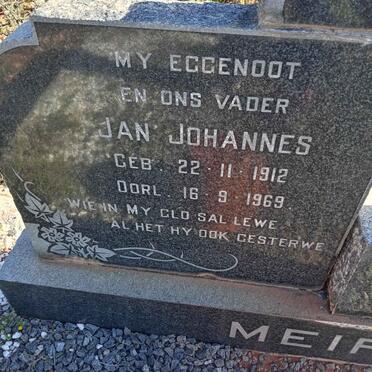 MY EGGENOOT
EN ONS VADER
JAN JOHANNES
GEB. 22·11·1912
OORL. 16·9·1969
WIE IN MY GLO SAL LEWE
AL HET HY OOK GESTERWE